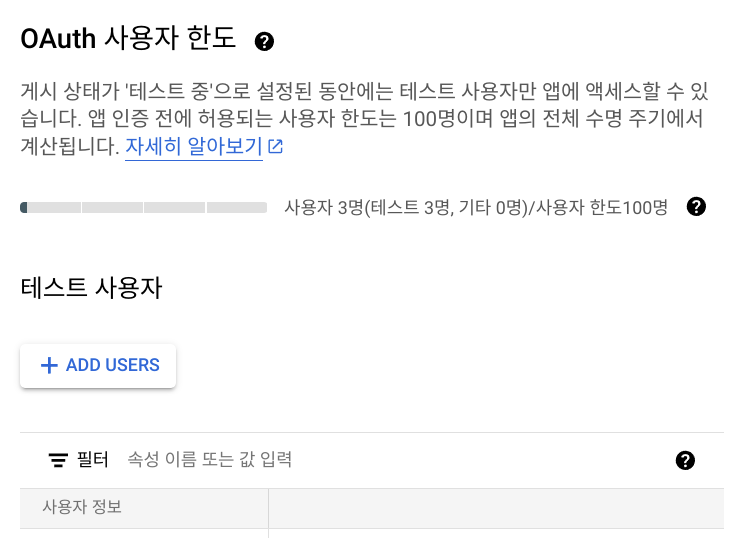 OAuth 사용자 한도
게시 상태가 '테스트 중'으로 설정된 동안에는 테스트 사용자만 앱에 액세스할 수 있
습니다. 앱 인증 전에 허용되는 사용자 한도는 100명이며 앱의 전체 수명 주기에서
계산됩니다. 자세히 알아보기
사용자 3명(테스트 3명, 기타 0명)/사용자 한도100명
테스트 사용자
+ ADD USERS
필터 속성 이름 또는 값 입력
사용자 정보